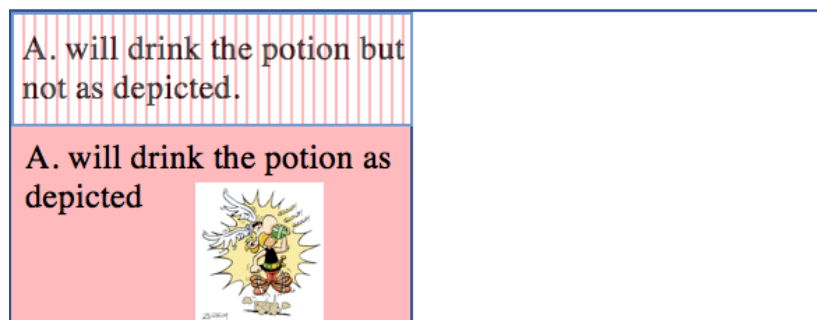 A. will drink the potion but
not as depicted.
A. will drink the potion as
depicted